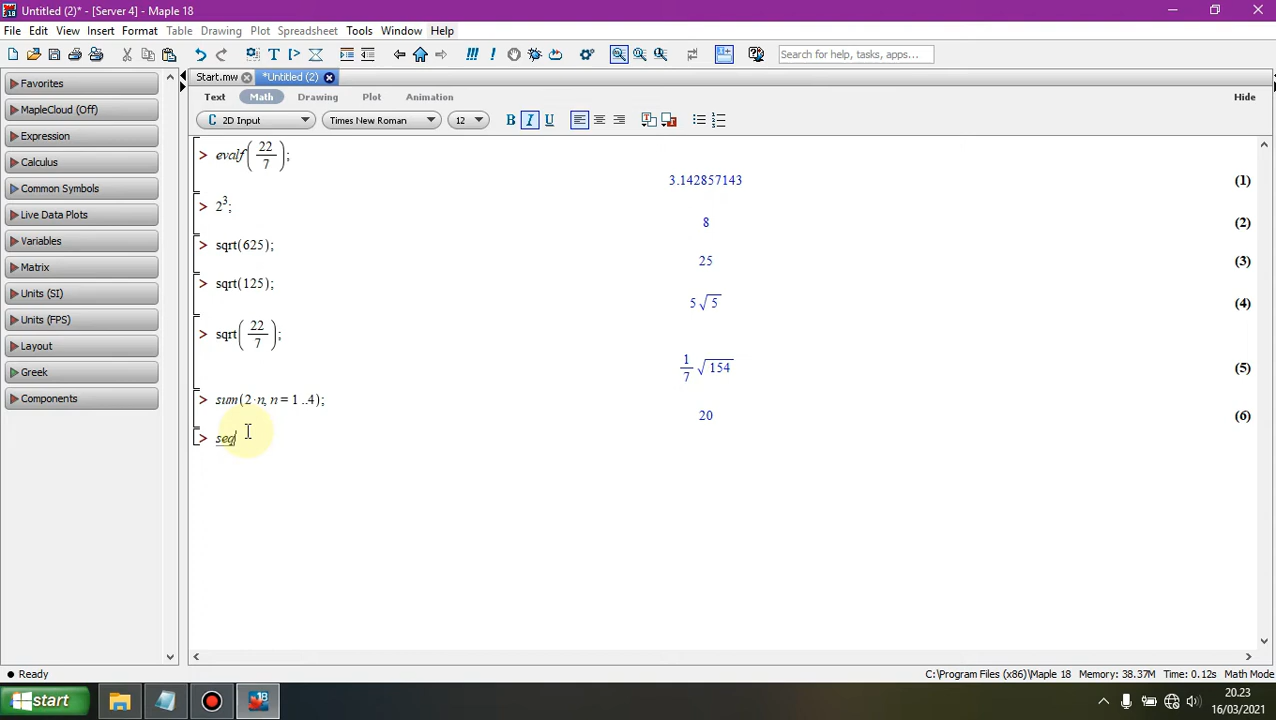 Untitled (2)* - [Server 4] - Maple 18
File Edit View Insert Format Table Drawing Plot Spreadsheet Tools Window Help
Search for help, tasks, apps...
Favorites
MapleCloud (Off)
Expression
Calculus
Common Symbols
Live Data Plots
Variables
Matrix
Units (SI)
Units (FPS)
Layout
Greek
Components
Start.mw *Untitled (2)
Text Math Drawing Plot Animation Hide
C 2D Input Times New Roman 12 B I U
> evalf(22/7);
3.142857143 (1)
> 2^3;
8 (2)
> sqrt(625);
25 (3)
> sqrt(125);
5 √5 (4)
> sqrt(22/7);
1/7 √154 (5)
> sum(2·n, n = 1 ..4);
20 (6)
> seq
Ready C:\Program Files (x86)\Maple 18 Memory: 38.37M Time: 0.12s Math Mode
start 18 20.23
16/03/2021